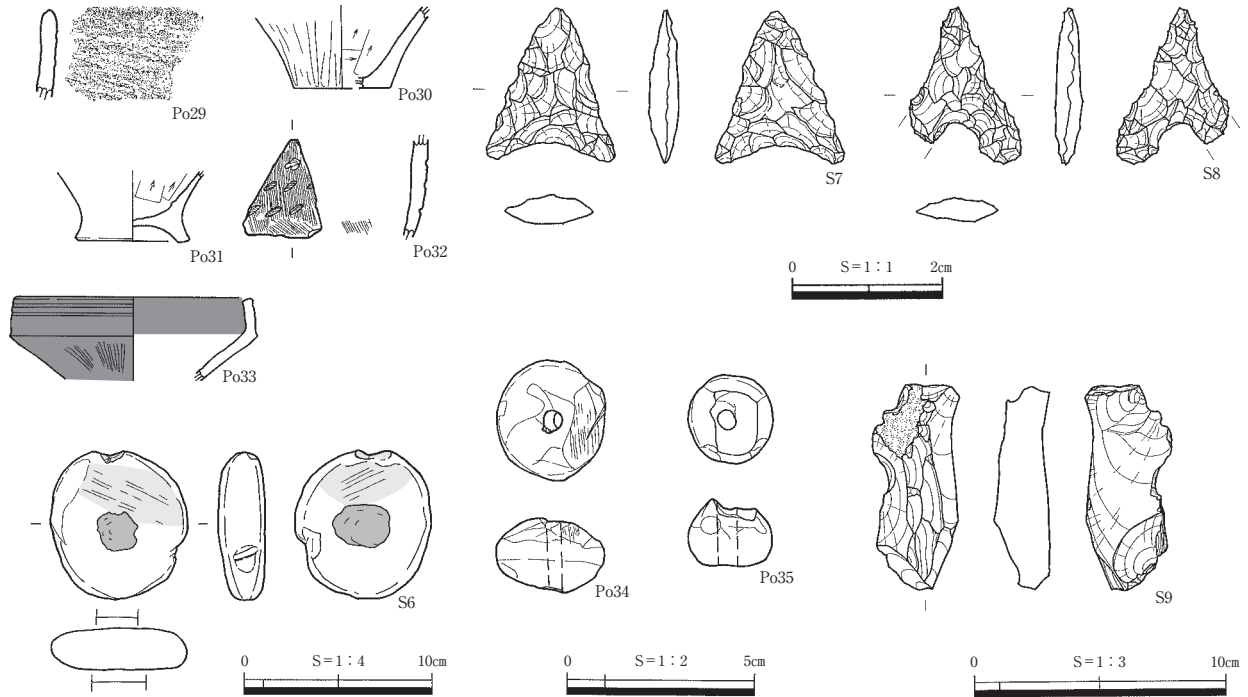 Po29
Po30
S7
S8
Po31
Po32
0 S=1:1 2cm
Po33
S6
Po34
Po35
S9
0 S=1:4 10cm
0 S=1:2 5cm
0 S=1:3 10cm